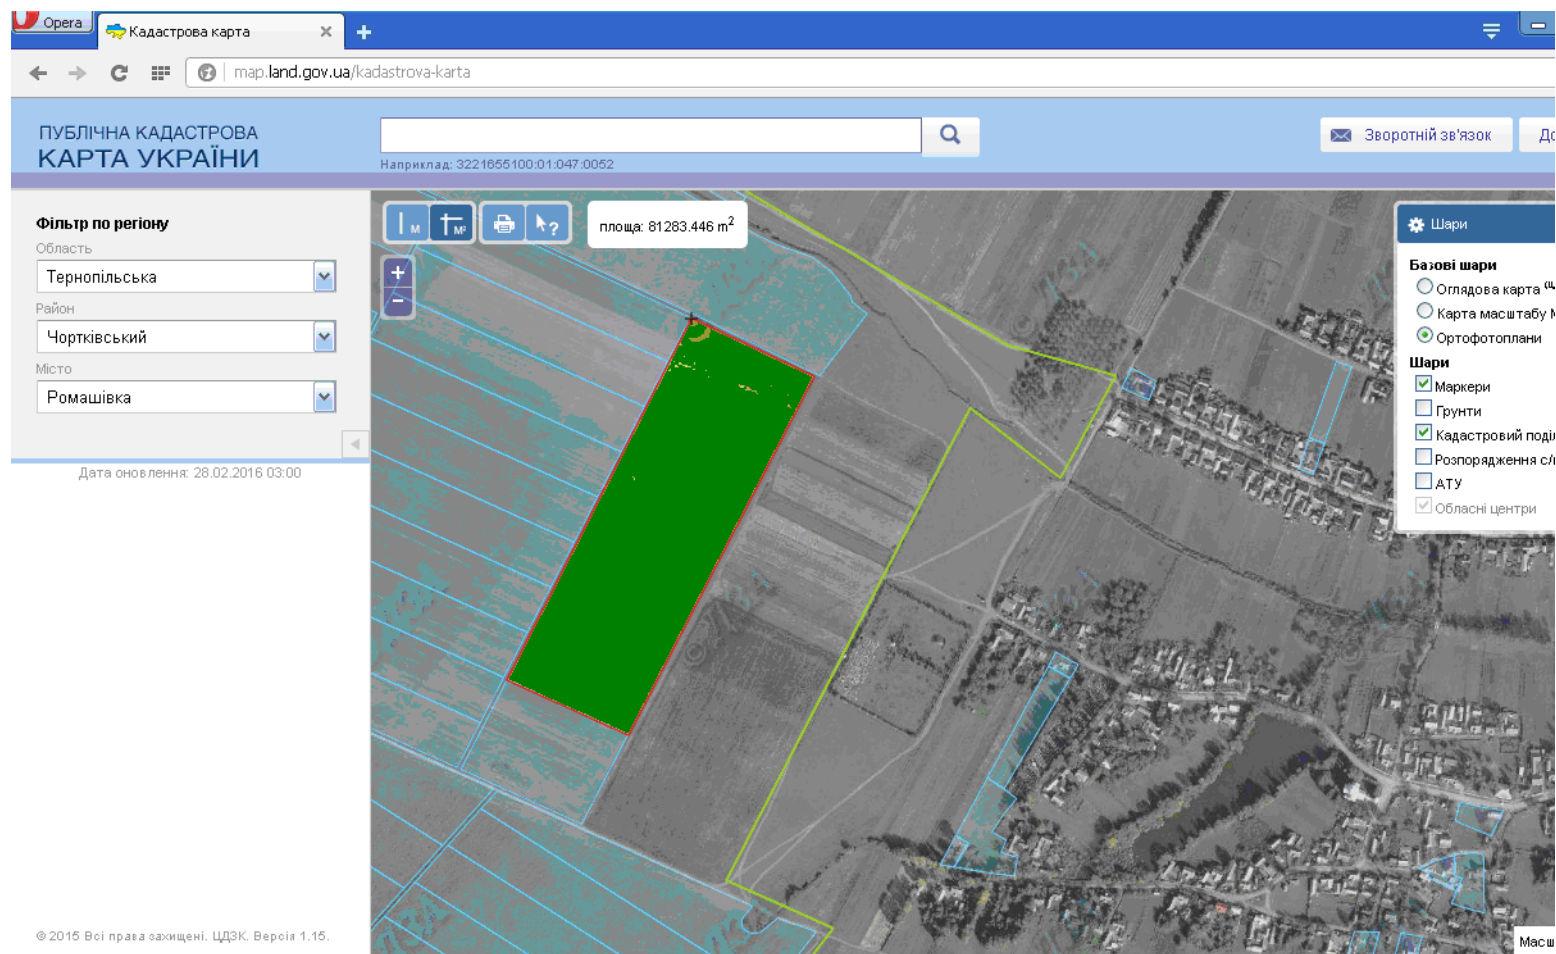 Opera
Кадастрова карта
map.land.gov.ua/kadastrova-karta
ПУБЛІЧНА КАДАСТРОВА
КАРТА УКРАЇНИ
Наприклад: 3221655100:01:047:0052
Зворотній зв'язок
До
Фільтр по регіону
Область
Тернопільська
Район
Чортківський
Місто
Ромашівка
Дата оновлення: 28.02.2016 03:00
м
м²
?
площа: 81283.446 m²
+
−
Шари
Базові шари
Оглядова карта
Карта масштабу М
Ортофотоплани
Шари
Маркери
Грунти
Кадастровий поділ
Розпорядження с/г
АТУ
Обласні центри
© 2015 Всі права захищені. ЦДЗК. Версія 1.15.
Масш